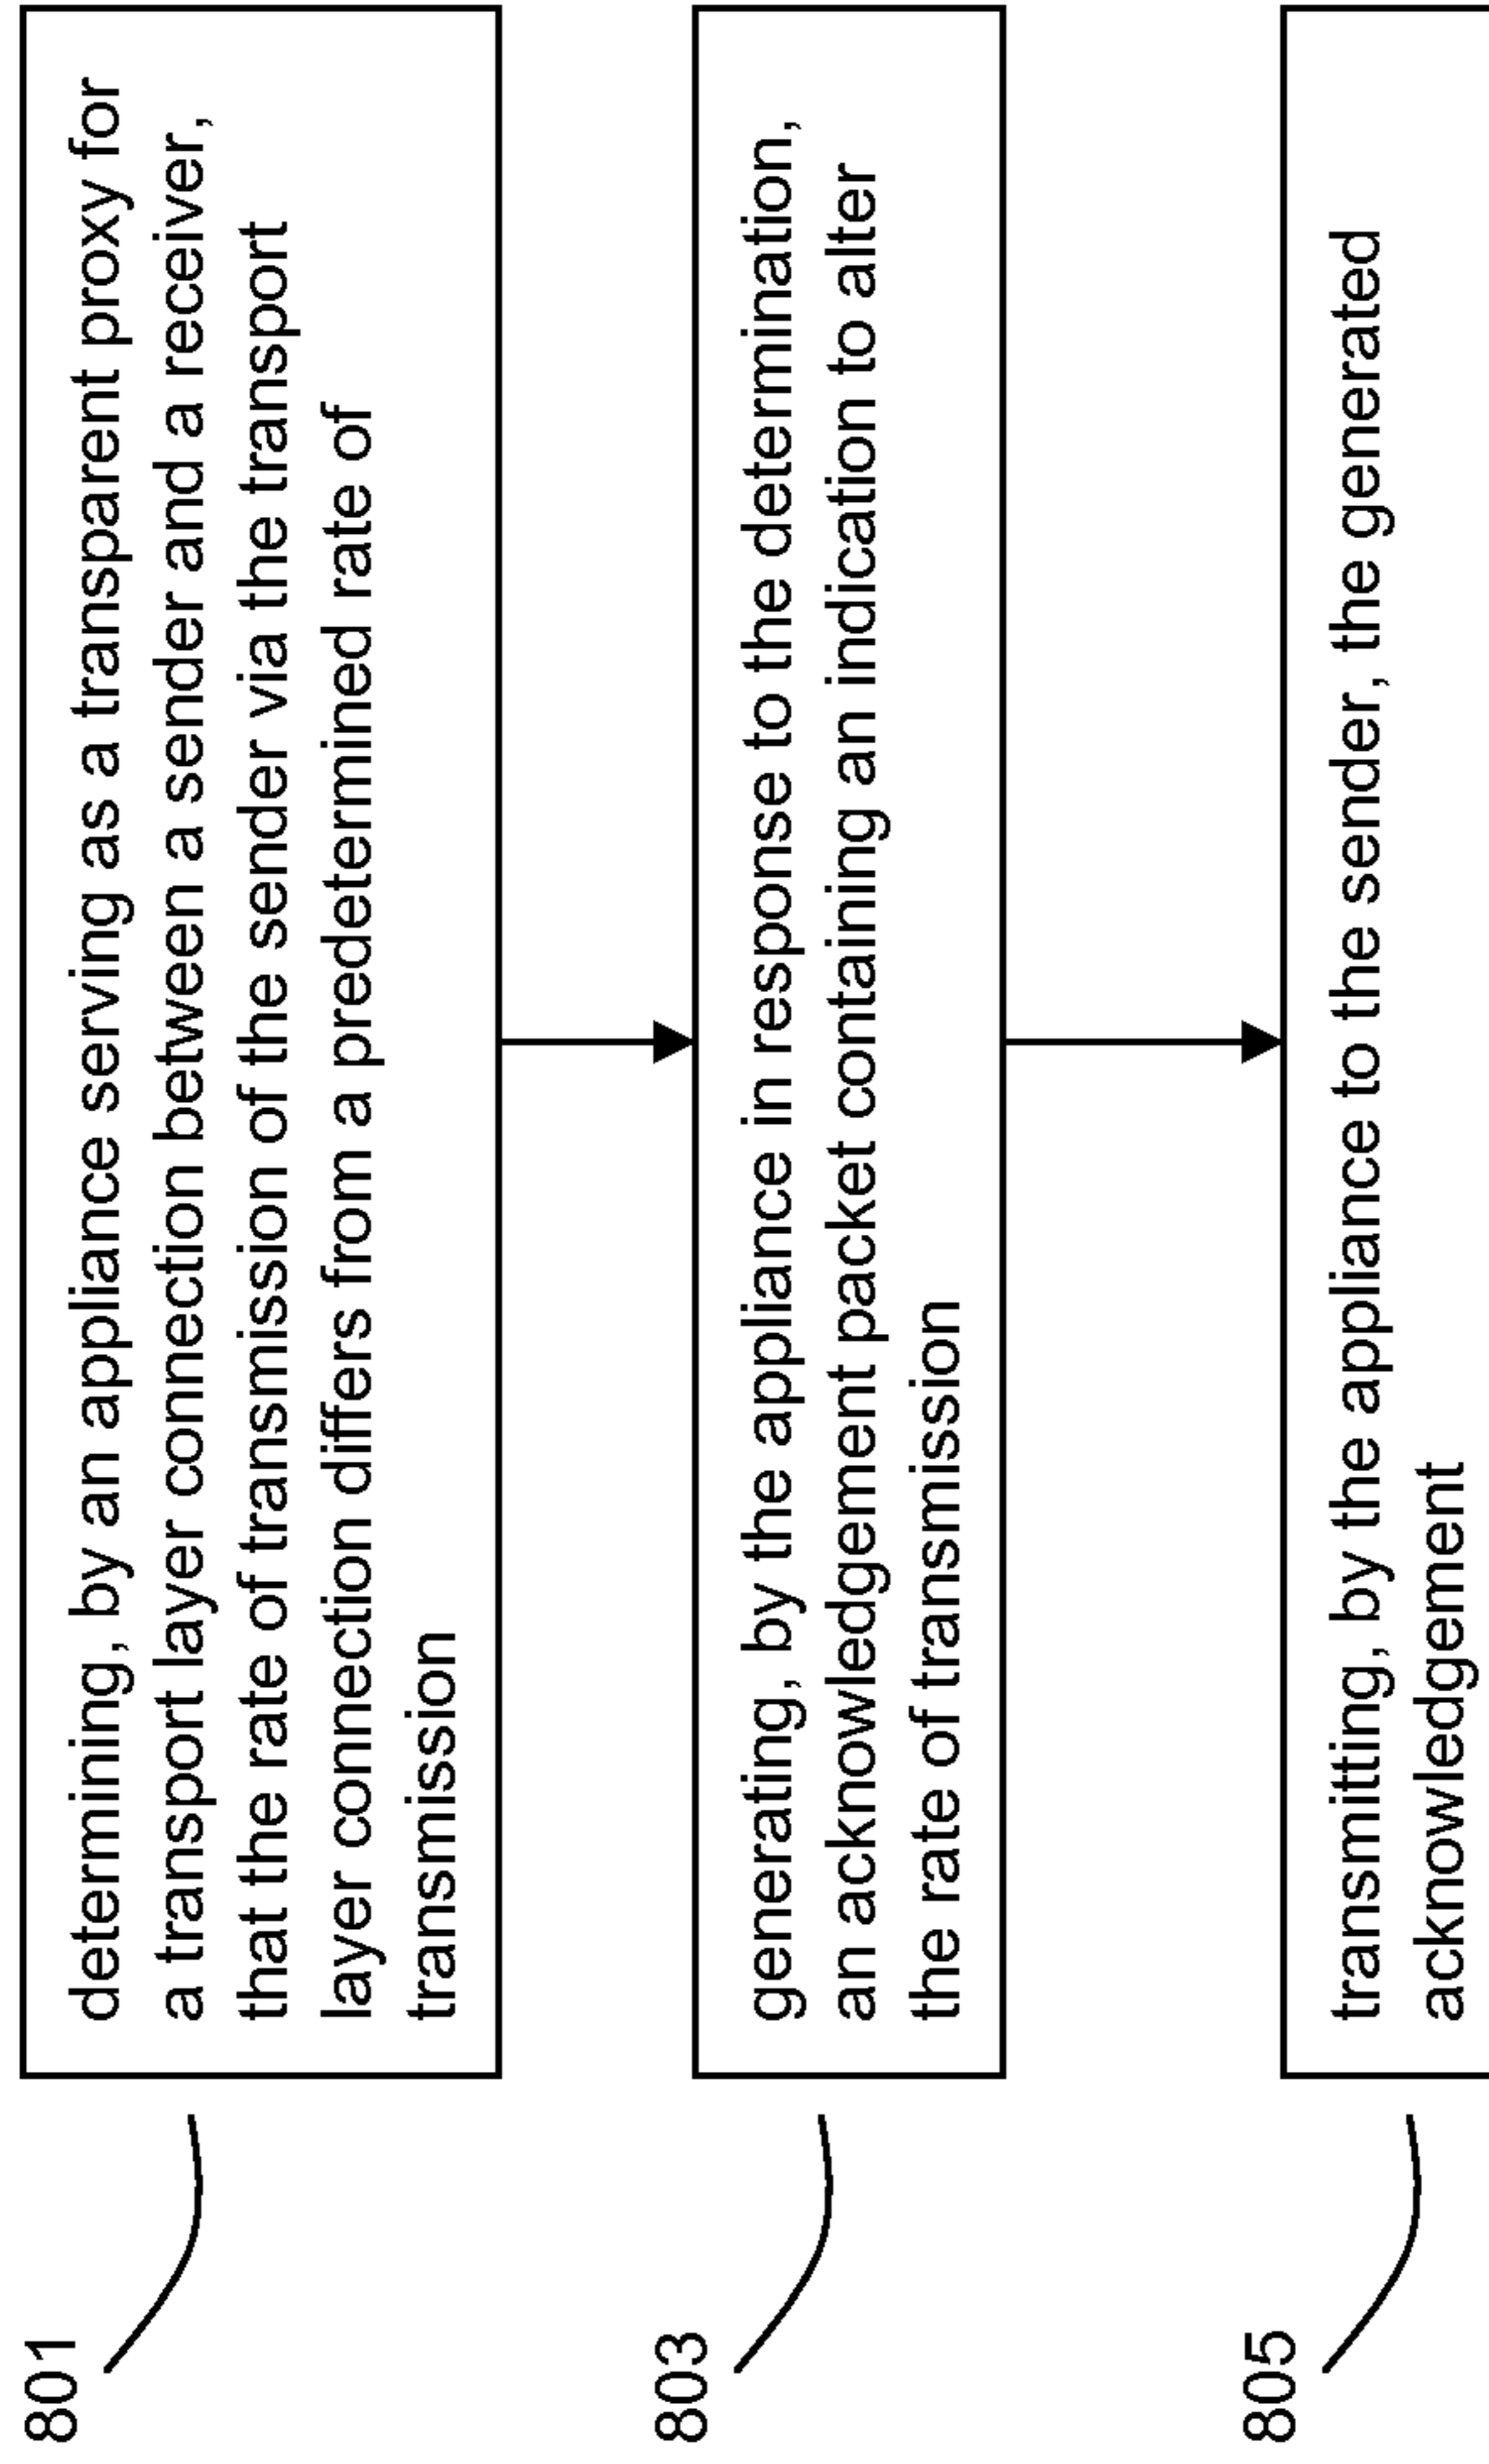 801
determining, by an appliance serving as a transparent proxy for
a transport layer connection between a sender and a receiver,
that the rate of transmission of the sender via the transport
layer connection differs from a predetermined rate of
transmission
803
generating, by the appliance in response to the determination,
an acknowledgement packet containing an indication to alter
the rate of transmission
805
transmitting, by the appliance to the sender, the generated
acknowledgement